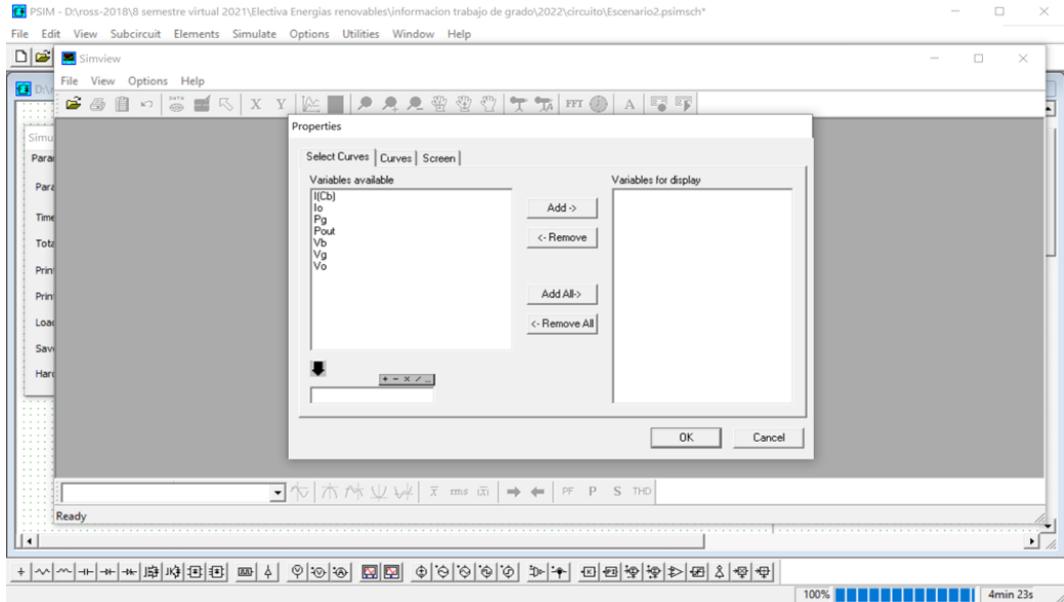 PSIM - D:\ross-2018\8 semestre virtual 2021\Electiva Energias renovables\informacion trabajo de grado\2022\circuito\Escenario2.psimsch*
File Edit View Subcircuit Elements Simulate Options Utilities Window Help
Simview
File View Options Help
D:\r
DATA
X Y
FFT
A
Simu
Para
Para
Time
Tota
Print
Print
Load
Save
Hard
Properties
Select Curves Curves Screen
Variables available
Variables for display
I(Cb)
Io
Pg
Pout
Vb
Vg
Vo
Add ->
<- Remove
Add All->
<- Remove All
+ - × / ...
OK Cancel
x rms |x| PF P S THD
Ready
100% 4min 23s